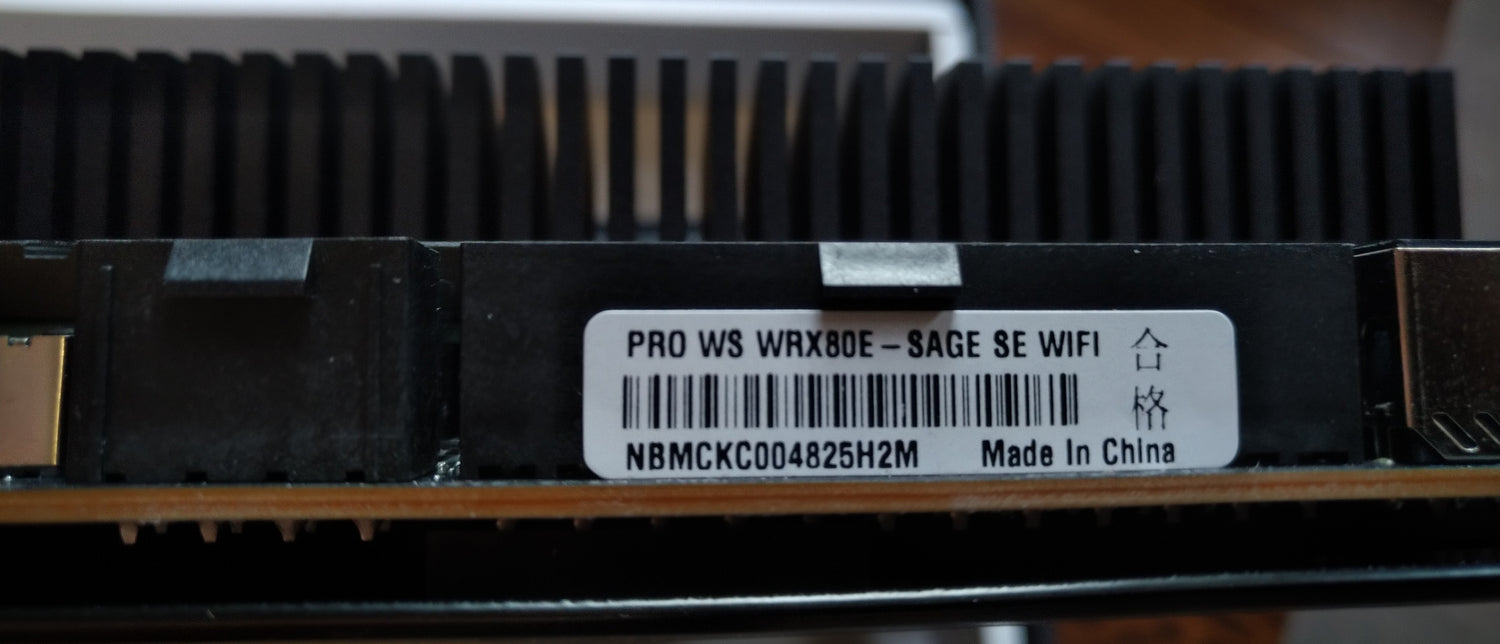 PRO WS WRX80E-SAGE SE WIFI
合格
NBMCKC004825H2M Made In China